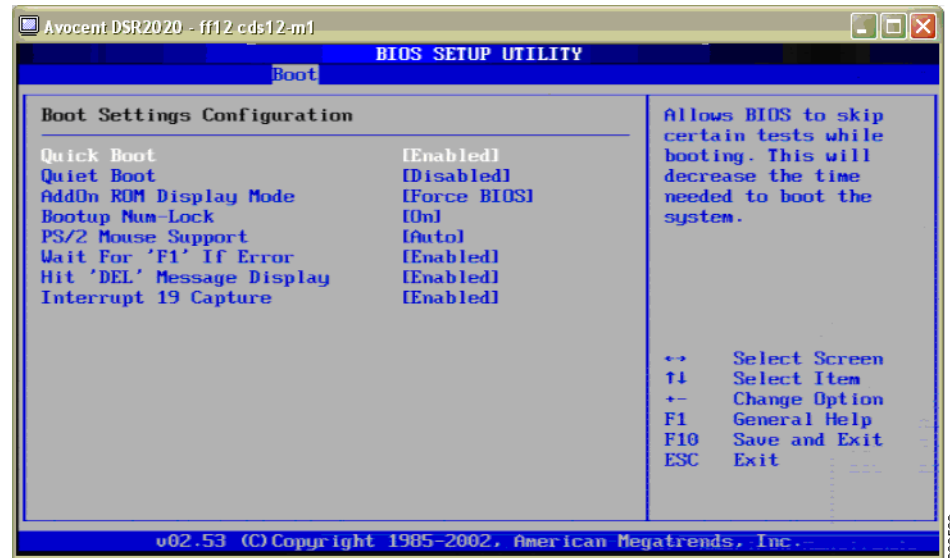 Avocent DSR2020 - ff12 cds12-m1
BIOS SETUP UTILITY
Boot
Boot Settings Configuration
Quick Boot [Enabled]
Quiet Boot [Disabled]
AddOn ROM Display Mode [Force BIOS]
Bootup Num-Lock [On]
PS/2 Mouse Support [Auto]
Wait For 'F1' If Error [Enabled]
Hit 'DEL' Message Display [Enabled]
Interrupt 19 Capture [Enabled]
Allows BIOS to skip
certain tests while
booting. This will
decrease the time
needed to boot the
system.
↔ Select Screen
↑↓ Select Item
+- Change Option
F1 General Help
F10 Save and Exit
ESC Exit
v02.53 (C)Copyright 1985-2002, American Megatrends, Inc.